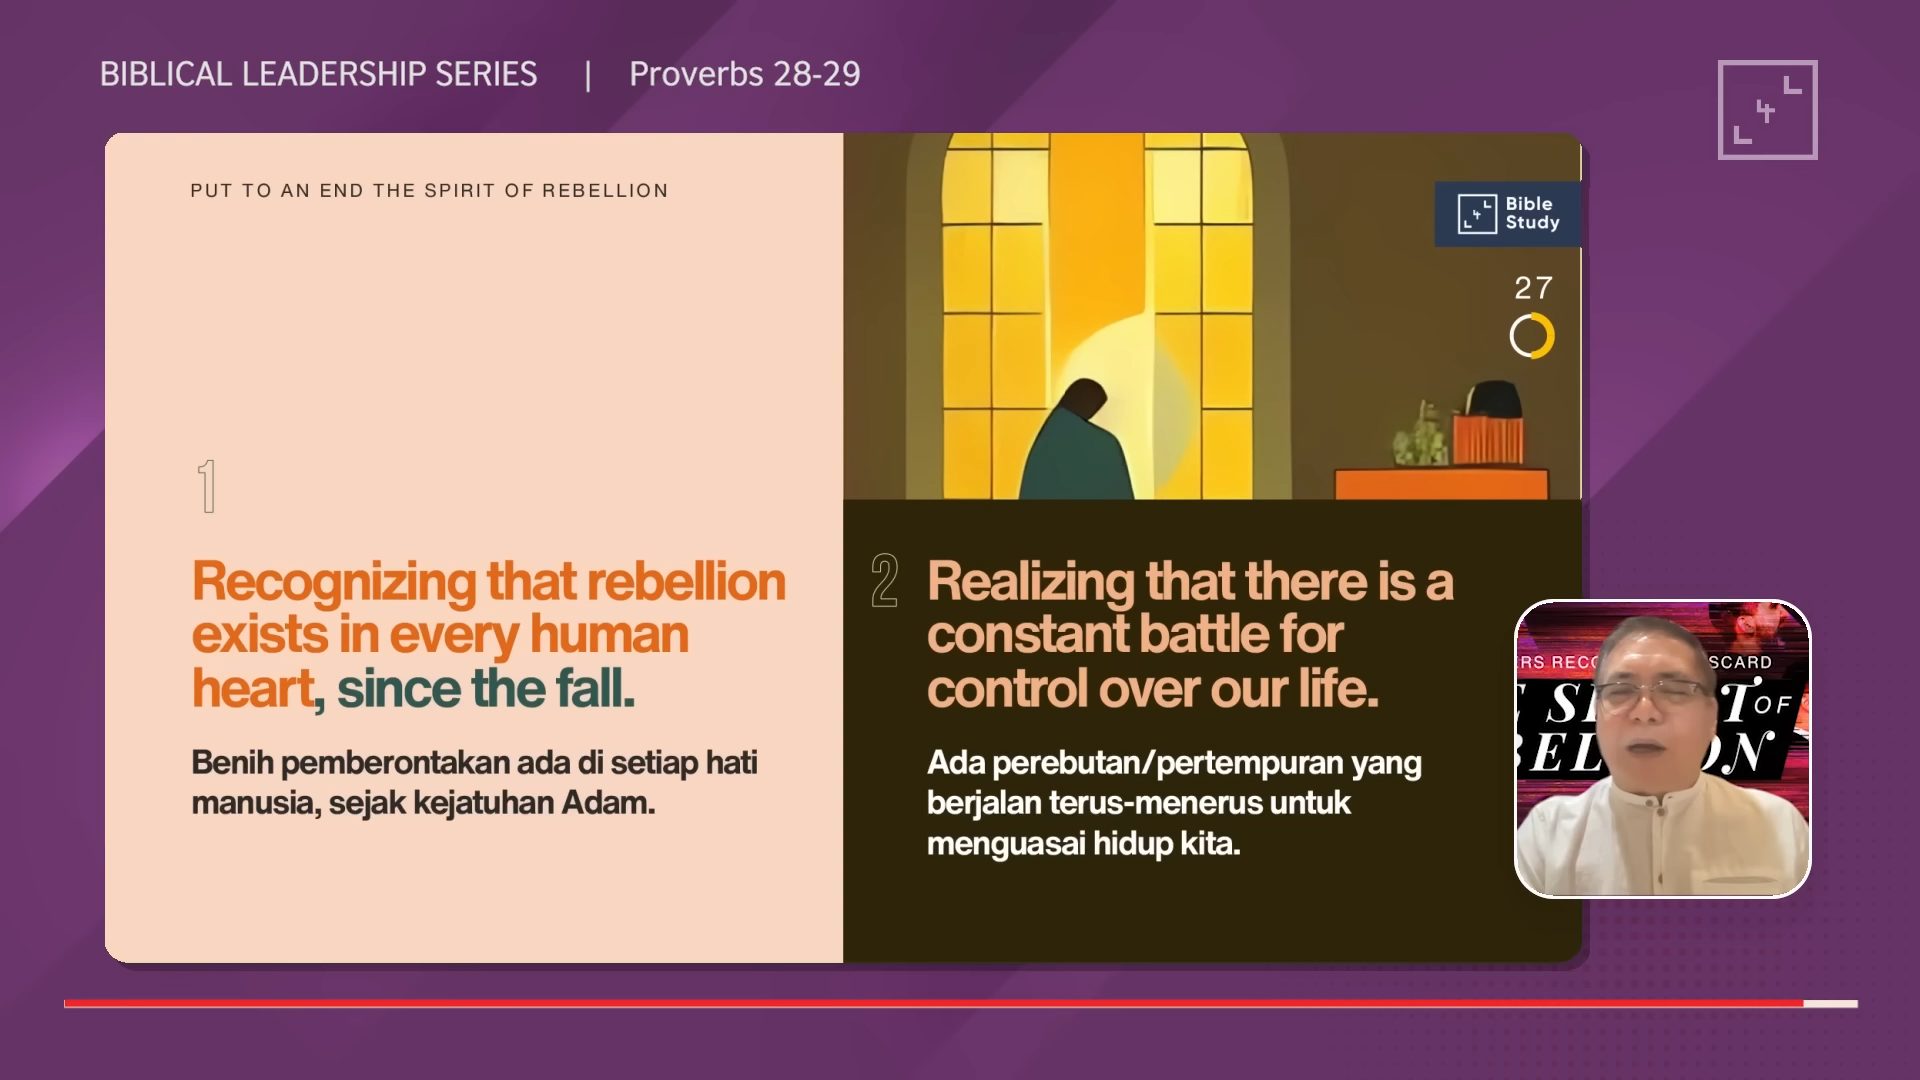 BIBLICAL LEADERSHIP SERIES | Proverbs 28-29
PUT TO AN END THE SPIRIT OF REBELLION
Bible
Study
27
1
Recognizing that rebellion
exists in every human
heart, since the fall.
Benih pemberontakan ada di setiap hati
manusia, sejak kejatuhan Adam.
2
Realizing that there is a
constant battle for
control over our life.
Ada perebutan/pertempuran yang
berjalan terus-menerus untuk
menguasai hidup kita.
OF